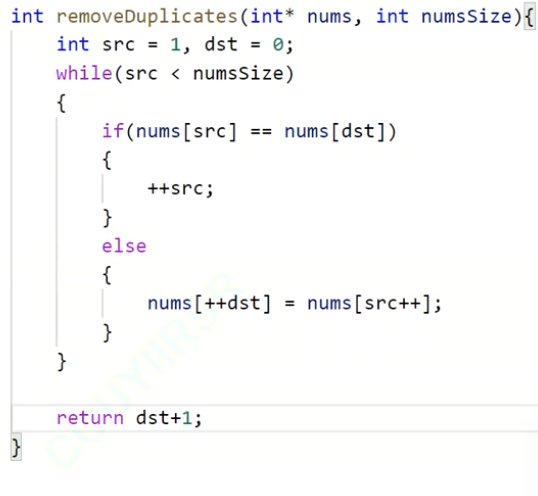 int removeDuplicates(int* nums, int numsSize){
    int src = 1, dst = 0;
    while(src < numsSize)
    {
        if(nums[src] == nums[dst])
        {
            ++src;
        }
        else
        {
            nums[++dst] = nums[src++];
        }
    }

    return dst+1;
}